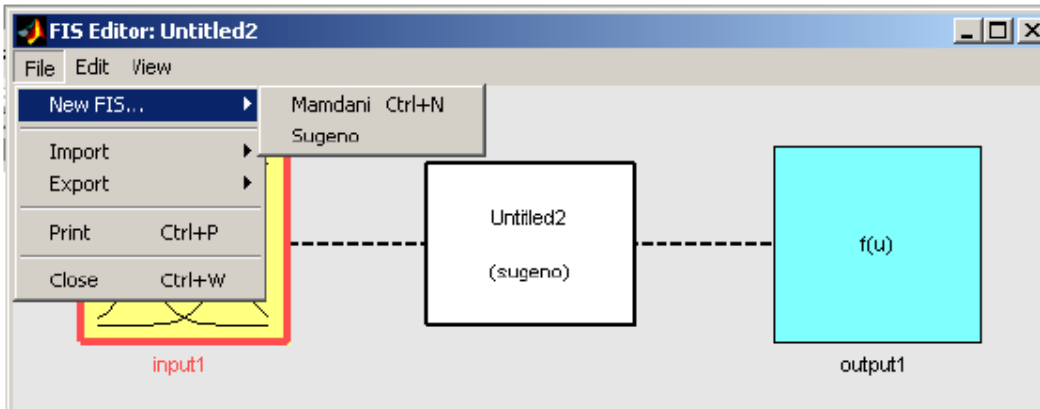 FIS Editor: Untitled2
File Edit View
New FIS...
Mamdani Ctrl+N
Sugeno
Import
Export
Print Ctrl+P
Close Ctrl+W
Untitled2
(sugeno)
f(u)
input1
output1